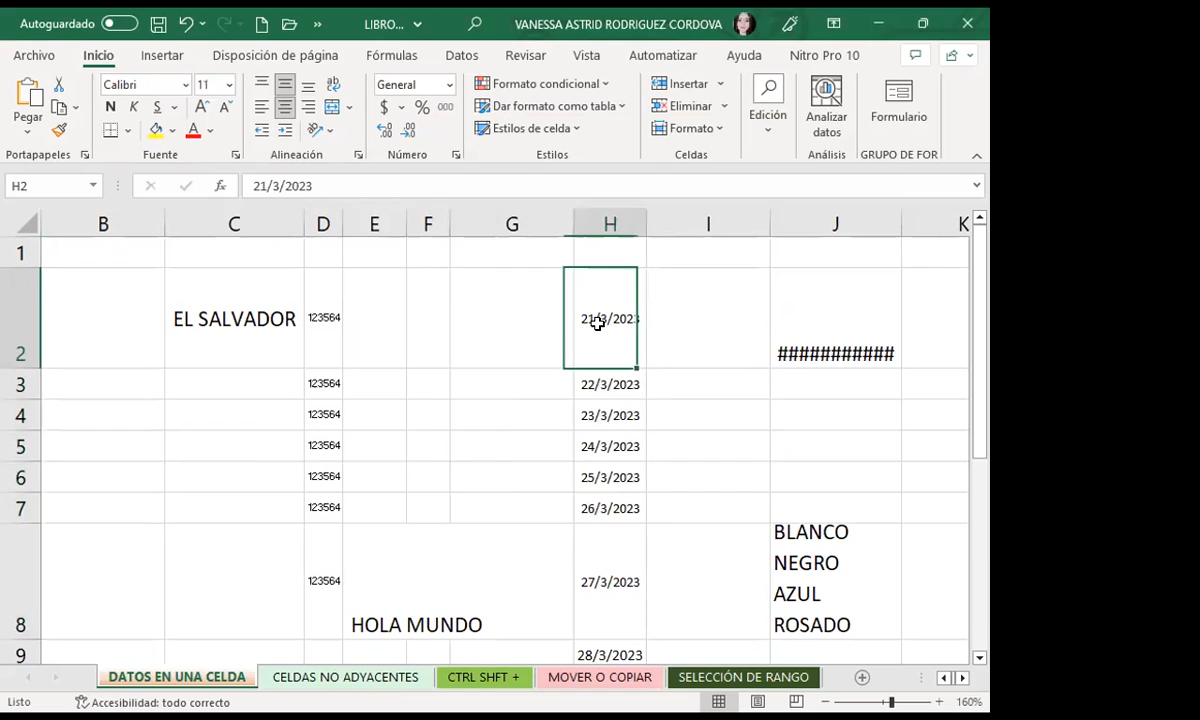 Autoguardado
LIBRO...
VANESSA ASTRID RODRIGUEZ CORDOVA
Archivo Inicio Insertar Disposición de página Fórmulas Datos Revisar Vista Automatizar Ayuda Nitro Pro 10
Pegar
Calibri 11
N K S A A
A
General
$ % 000
Formato condicional
Dar formato como tabla
Estilos de celda
Insertar
Eliminar
Formato
Edición
Analizar
datos
Formulario
Portapapeles Fuente Alineación Número Estilos Celdas Análisis GRUPO DE FOR
H2 fx 21/3/2023
B C D E F G H I J K
1
2 EL SALVADOR 123564 21/3/2023 ###########
3 123564 22/3/2023
4 123564 23/3/2023
5 123564 24/3/2023
6 123564 25/3/2023
7 123564 26/3/2023
BLANCO
NEGRO
123564 27/3/2023
AZUL
8 HOLA MUNDO ROSADO
9 28/3/2023
DATOS EN UNA CELDA CELDAS NO ADYACENTES CTRL SHFT + MOVER O COPIAR SELECCIÓN DE RANGO
Listo Accesibilidad: todo correcto 160%